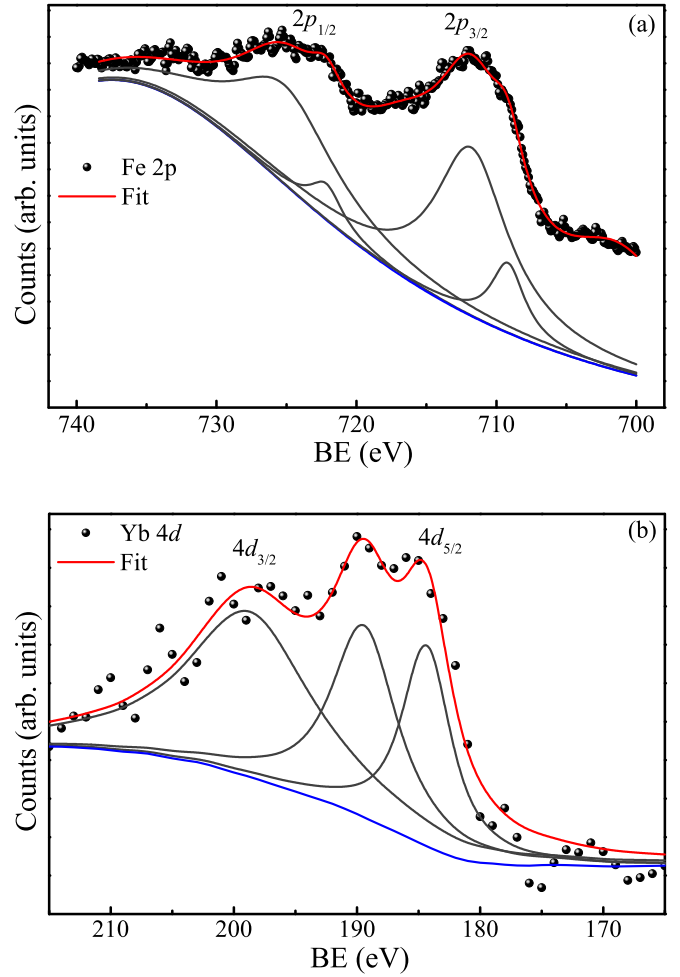 (a)
2p1/2 2p3/2
Fe 2p
Fit
Counts (arb. units)
740 730 720 710 700
BE (eV)
(b)
Yb 4d
Fit
4d3/2 4d5/2
Counts (arb. units)
210 200 190 180 170
BE (eV)